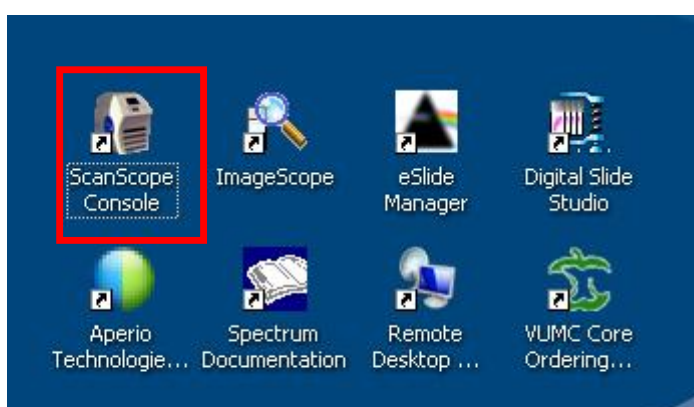 ScanScope
Console
ImageScope
eSlide
Manager
Digital Slide
Studio
Aperio
Technologie...
Spectrum
Documentation
Remote
Desktop ...
VUMC Core
Ordering...